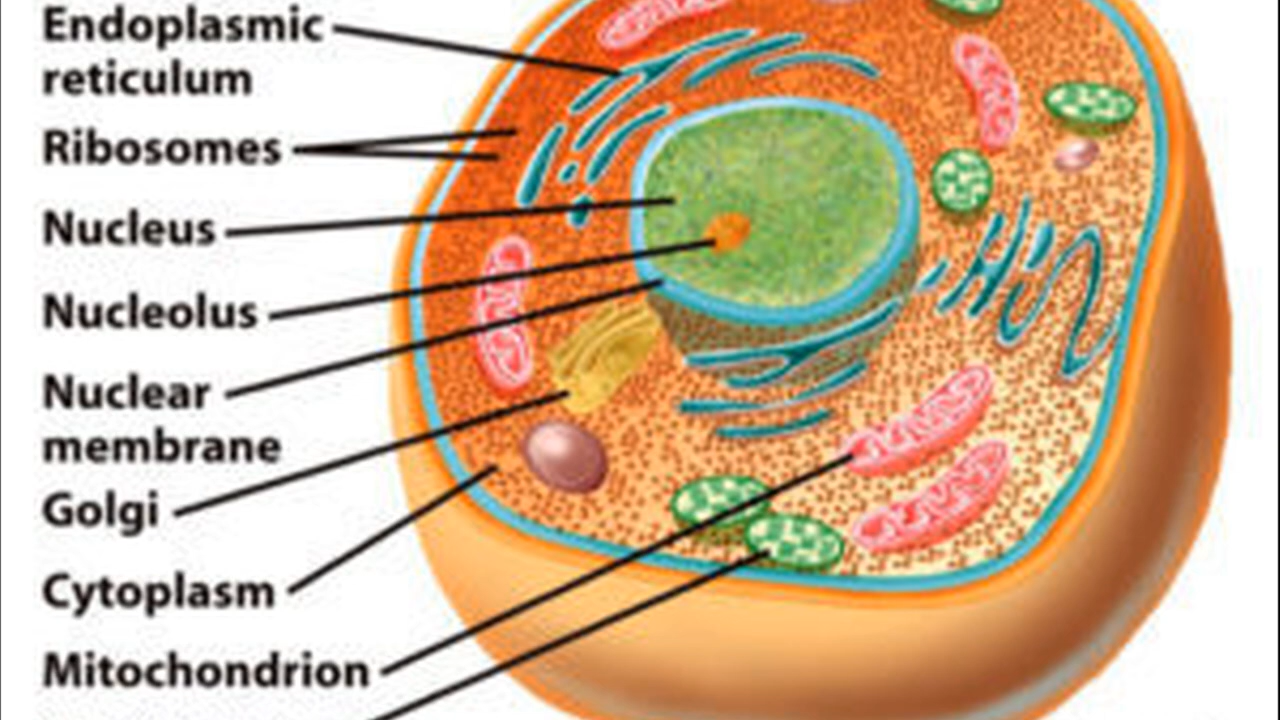 Endoplasmic
reticulum
Ribosomes
Nucleus
Nucleolus
Nuclear
membrane
Golgi
Cytoplasm
Mitochondrion